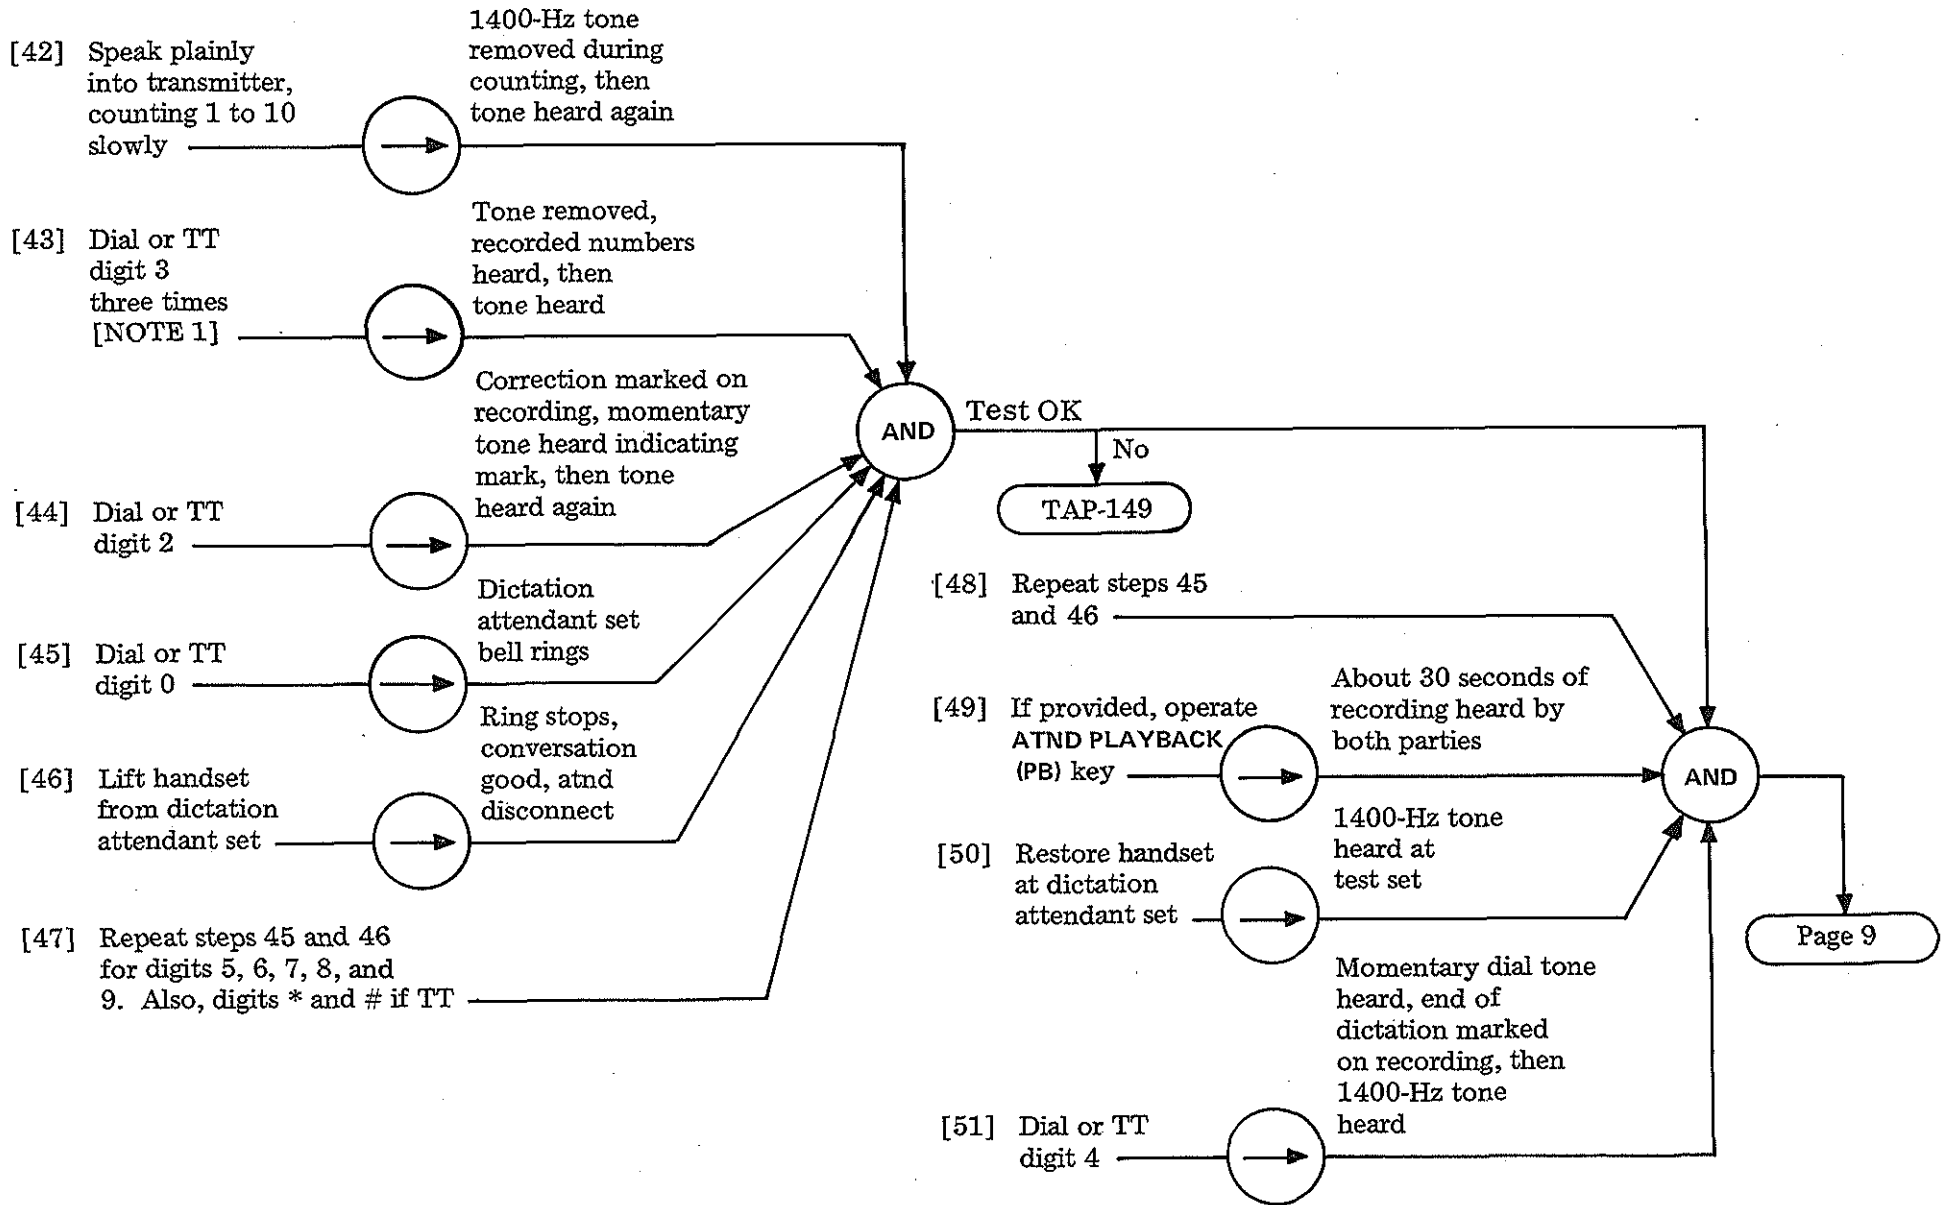 [42] Speak plainly
into transmitter,
counting 1 to 10
slowly
1400-Hz tone
removed during
counting, then
tone heard again
[43] Dial or TT
digit 3
three times
[NOTE 1]
Tone removed,
recorded numbers
heard, then
tone heard
[44] Dial or TT
digit 2
Correction marked on
recording, momentary
tone heard indicating
mark, then tone
heard again
[45] Dial or TT
digit 0
Dictation
attendant set
bell rings
[46] Lift handset
from dictation
attendant set
Ring stops,
conversation
good, atnd
disconnect
[47] Repeat steps 45 and 46
for digits 5, 6, 7, 8, and
9. Also, digits * and # if TT
AND
Test OK
No
TAP-149
[48] Repeat steps 45
and 46
[49] If provided, operate
ATND PLAYBACK
(PB) key
About 30 seconds of
recording heard by
both parties
[50] Restore handset
at dictation
attendant set
1400-Hz tone
heard at
test set
[51] Dial or TT
digit 4
Momentary dial tone
heard, end of
dictation marked
on recording, then
1400-Hz tone
heard
AND
Page 9